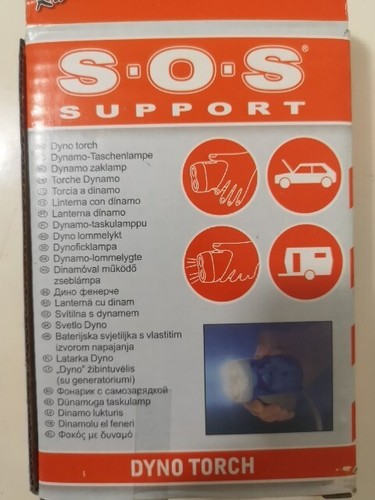 S·O·S®
SUPPORT
Dyno torch
Dynamo-Taschenlampe
Dynamo zaklamp
Torche Dynamo
Torcia a dinamo
Linterna con dínamo
Lanterna dínamo
Dynamo-taskulamppu
Dyno lommelykt
Dynoficklampa
Dynamo-lommelygte
Dinamóval működő
zseblámpa
Дино фенерче
Lanternă cu dinam
Svítilna s dynamem
Svetlo Dyno
Baterijska svjetiljka s vlastitim
izvorom napajanja
Latarka Dyno
„Dyno” žibintuvėlis
(su generatoriumi)
Фонарик с самозарядкой
Dünamoga taskulamp
Dinamo lukturis
Dinamolu el feneri
Φακός με δυναμό
DYNO TORCH